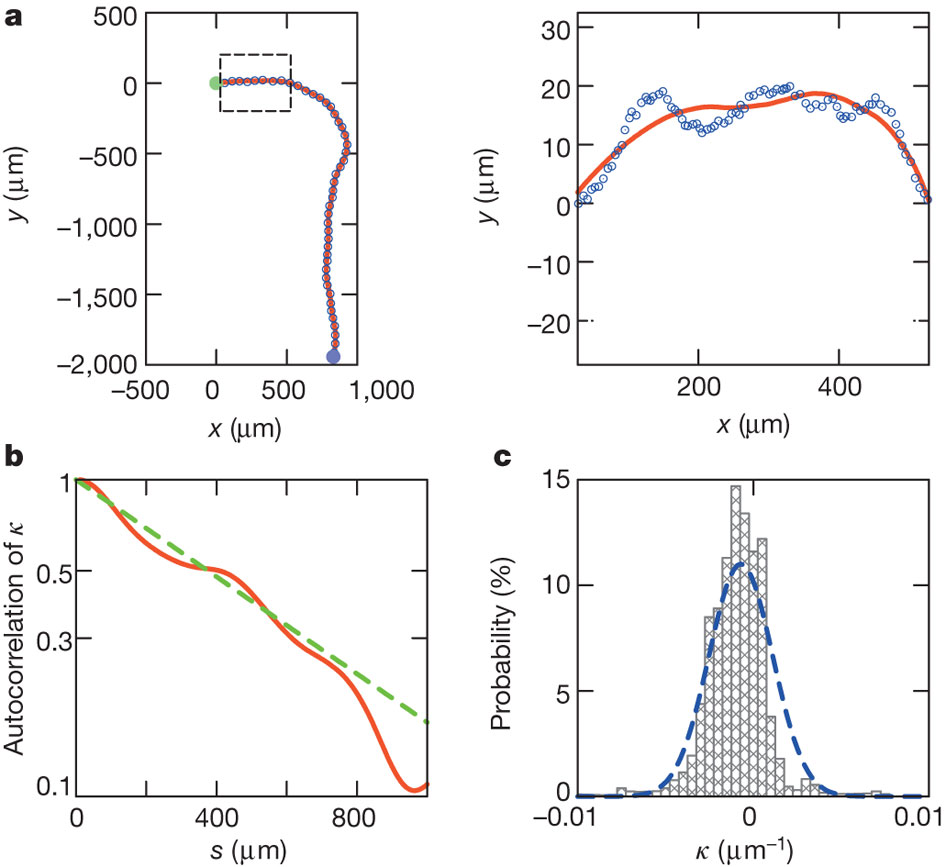 a
500
0
−500
−1,000
−1,500
−2,000
−500 0 500 1,000
x (μm)
y (μm)
30
20
10
0
−10
−20
200 400
x (μm)
y (μm)
b
1
0.5
0.3
0.1
0 400 800
s (μm)
Autocorrelation of κ
c
15
10
5
0
−0.01 0 0.01
κ (μm⁻¹)
Probability (%)